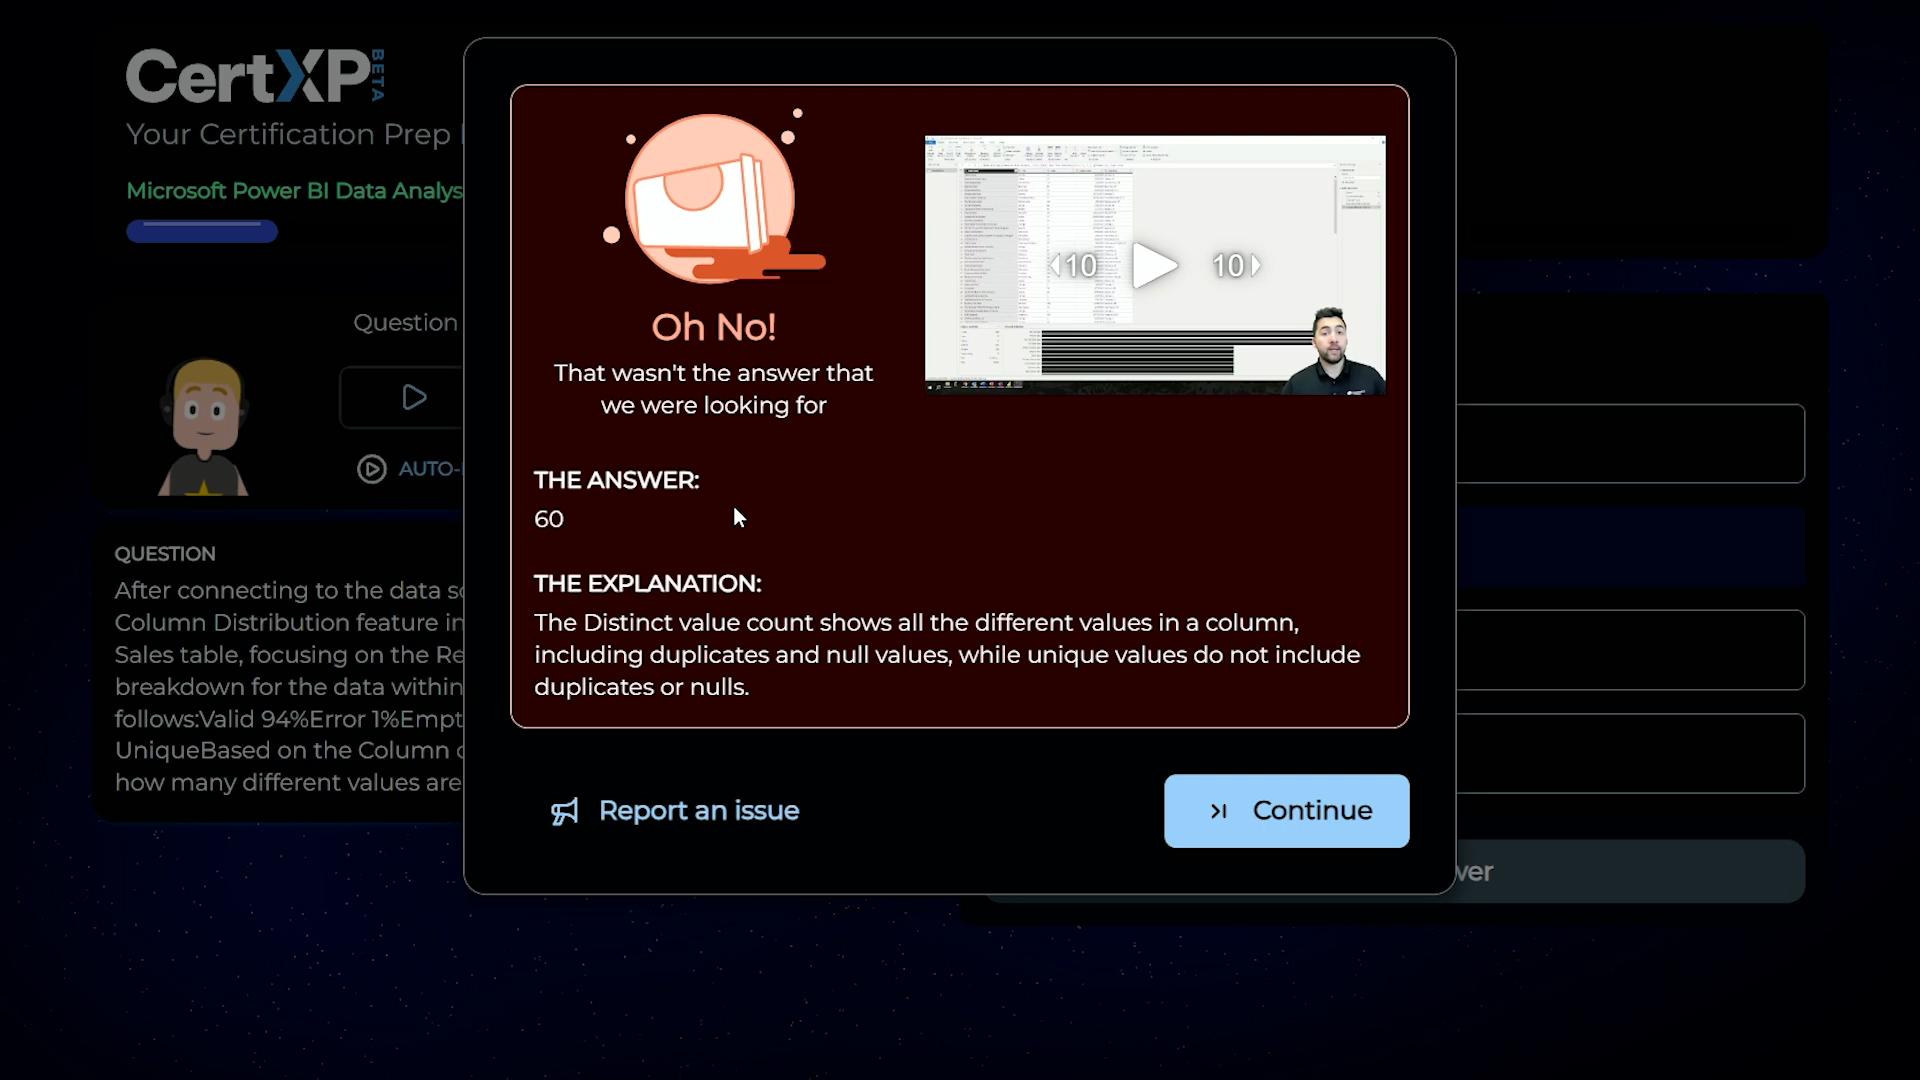 CertXP BETA
Your Certification Prep
Microsoft Power BI Data Analys
Question
AUTO-
QUESTION
After connecting to the data so
Column Distribution feature in
Sales table, focusing on the Re
breakdown for the data within
follows:Valid 94%Error 1%Empt
UniqueBased on the Column
how many different values are
Oh No!
That wasn't the answer that
we were looking for
10
10
THE ANSWER:
60
THE EXPLANATION:
The Distinct value count shows all the different values in a column,
including duplicates and null values, while unique values do not include
duplicates or nulls.
Report an issue
Continue
ver